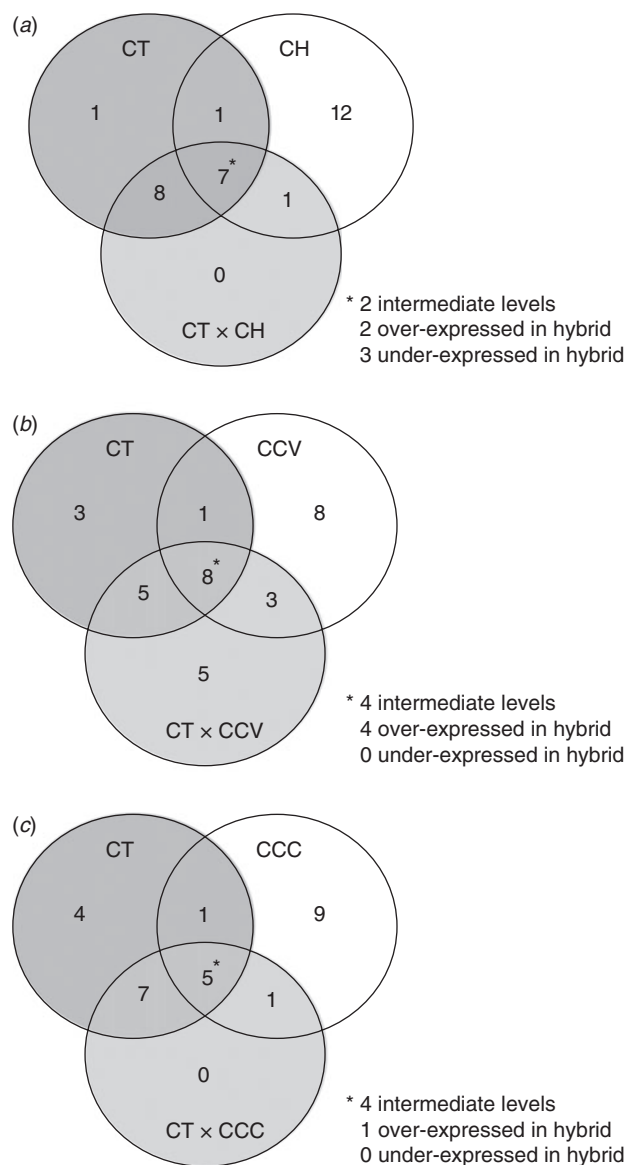 (a)
CT
CH
1
1
12
7*
8
1
0
CT × CH
* 2 intermediate levels
2 over-expressed in hybrid
3 under-expressed in hybrid
(b)
CT
CCV
3
1
8
8*
5
3
5
CT × CCV
* 4 intermediate levels
4 over-expressed in hybrid
0 under-expressed in hybrid
(c)
CT
CCC
4
1
9
5*
7
1
0
CT × CCC
* 4 intermediate levels
1 over-expressed in hybrid
0 under-expressed in hybrid